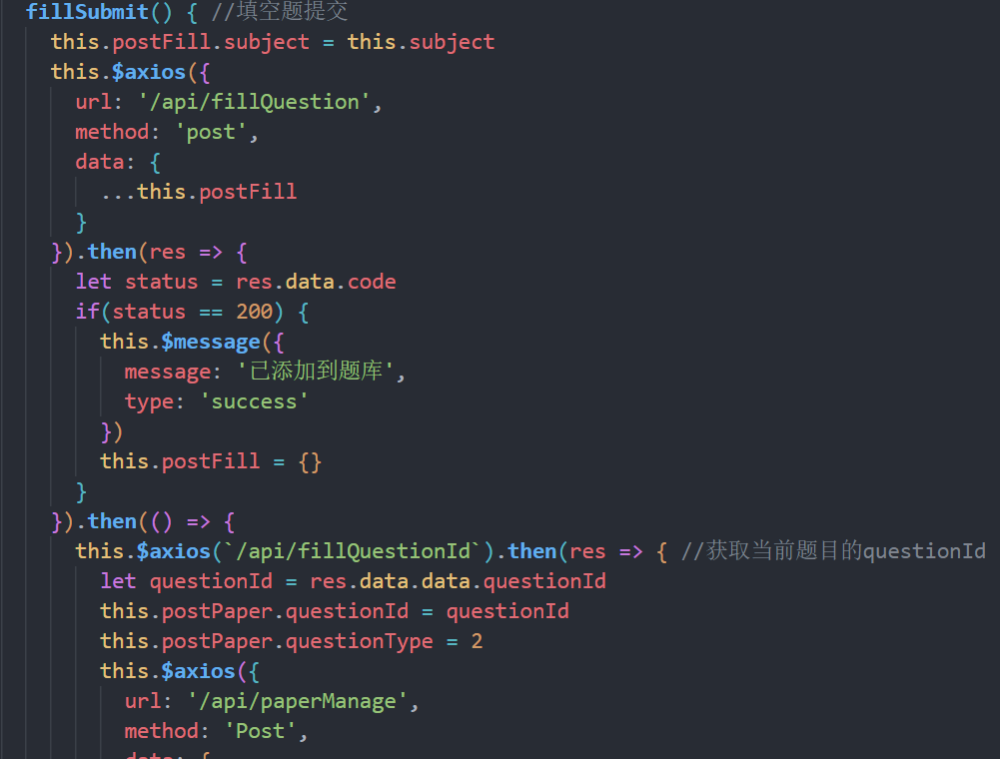 fillSubmit() { //填空题提交
this.postFill.subject = this.subject
this.$axios({
url: '/api/fillQuestion',
method: 'post',
data: {
...this.postFill
}
}).then(res => {
let status = res.data.code
if(status == 200) {
this.$message({
message: '已添加到题库',
type: 'success'
})
this.postFill = {}
}
}).then(() => {
this.$axios(`/api/fillQuestionId`).then(res => { //获取当前题目的questionId
let questionId = res.data.data.questionId
this.postPaper.questionId = questionId
this.postPaper.questionType = 2
this.$axios({
url: '/api/paperManage',
method: 'Post',
data: {